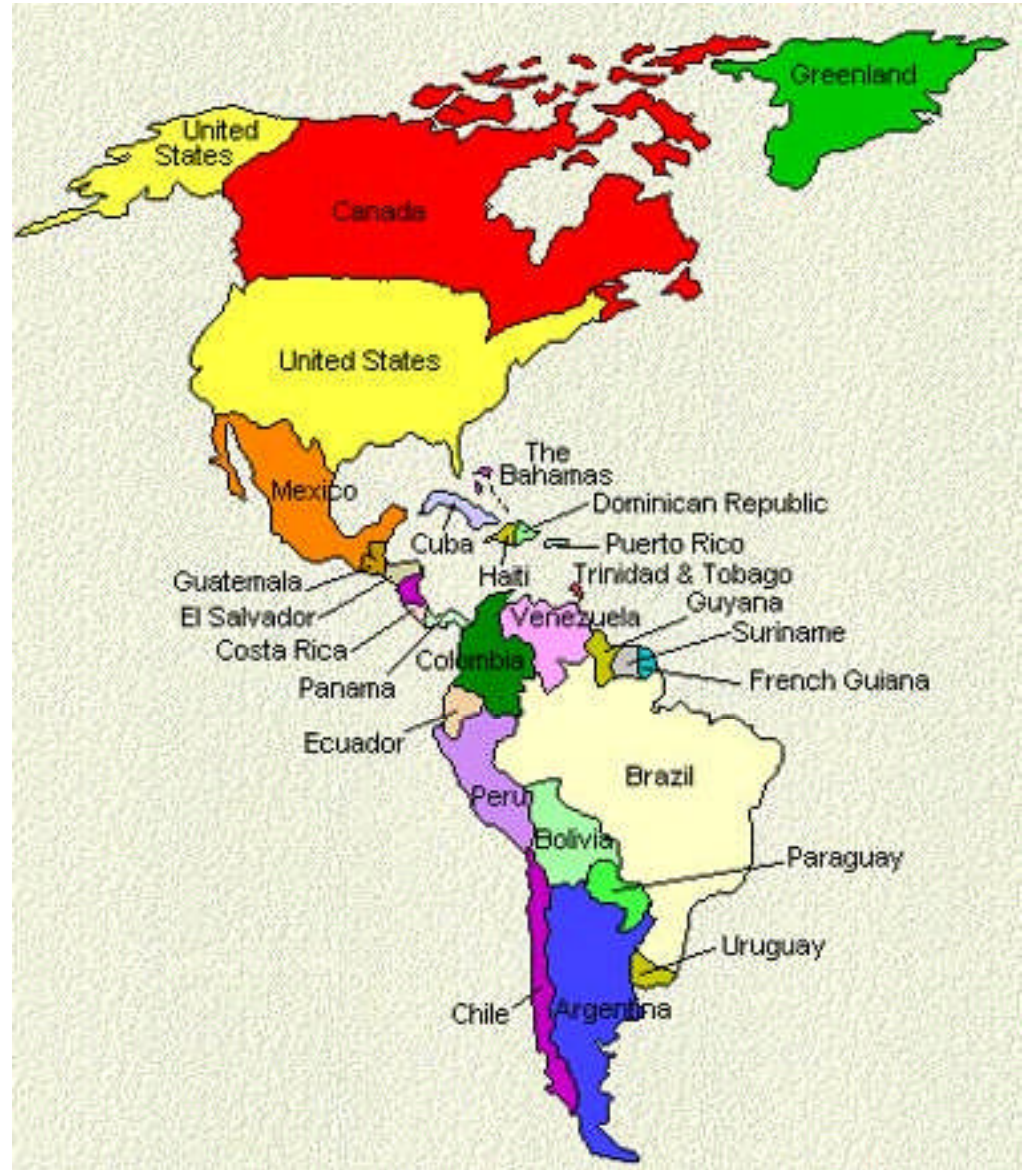 Greenland
United
States
Canada
United States
The
Bahamas
Mexico
Dominican Republic
Cuba
Puerto Rico
Haiti
Trinidad & Tobago
Guatemala
Guyana
El Salvador
Venezuela
Suriname
Costa Rica
Colombia
French Guiana
Panama
Ecuador
Brazil
Peru
Bolivia
Paraguay
Uruguay
Chile
Argentina